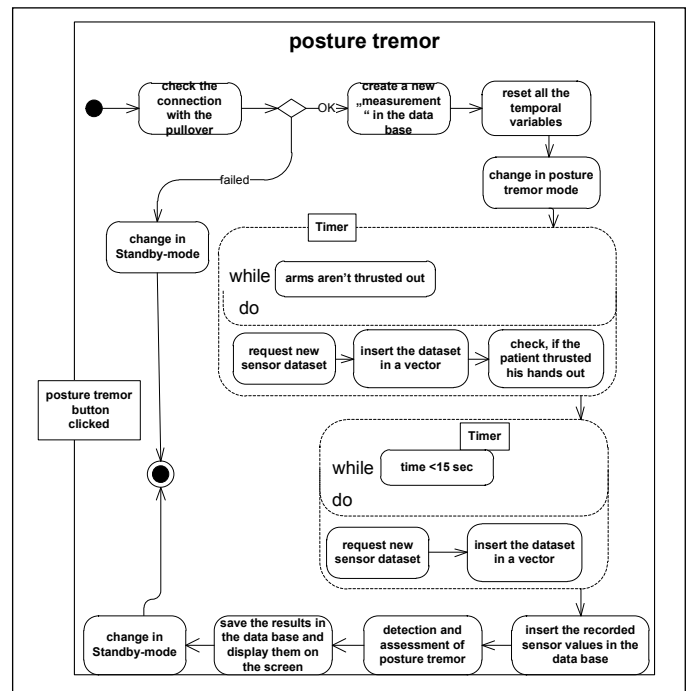 posture tremor
check the
connection
with the
pullover
OK
create a new
„measurement
“ in the data
base
reset all the
temporal
variables
failed
change in posture
tremor mode
change in
Standby-mode
Timer
while
arms aren’t thrusted out
do
request new
sensor dataset
insert the dataset
in a vector
check, if the
patient thrusted
his hands out
posture tremor
button
clicked
Timer
while
time <15 sec
do
request new
sensor dataset
insert the dataset
in a vector
change in
Standby-mode
save the results in
the data base and
display them on
the screen
detection and
assessment of
posture tremor
insert the recorded
sensor values in the
data base